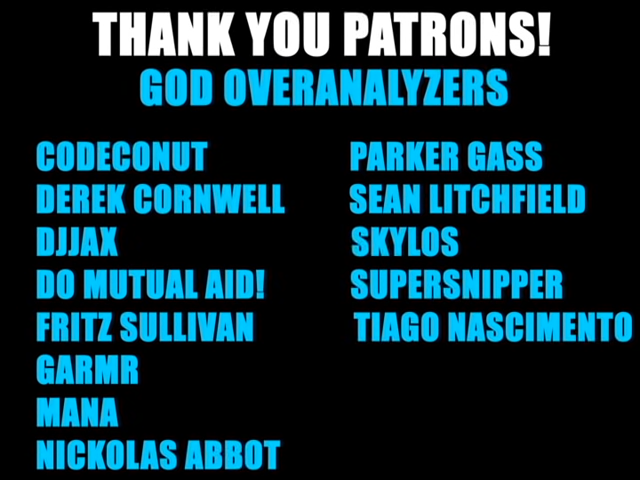 THANK YOU PATRONS!
GOD OVERANALYZERS
CODECONUT
DEREK CORNWELL
DJJAX
DO MUTUAL AID!
FRITZ SULLIVAN
GARMR
MANA
NICKOLAS ABBOT
PARKER GASS
SEAN LITCHFIELD
SKYLOS
SUPERSNIPPER
TIAGO NASCIMENTO